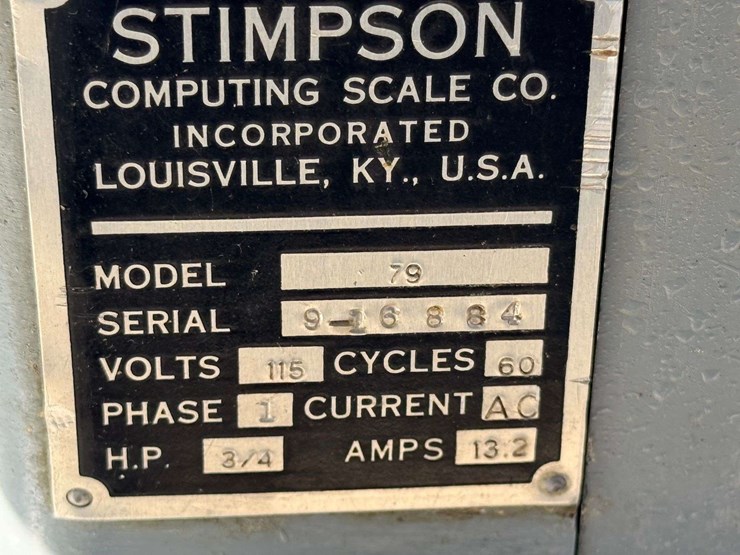 STIMPSON
COMPUTING SCALE CO.
INCORPORATED
LOUISVILLE, KY., U.S.A.
MODEL 79
SERIAL 9-16884
VOLTS 115 CYCLES 60
PHASE 1 CURRENT AC
H.P. 3/4 AMPS 13.2